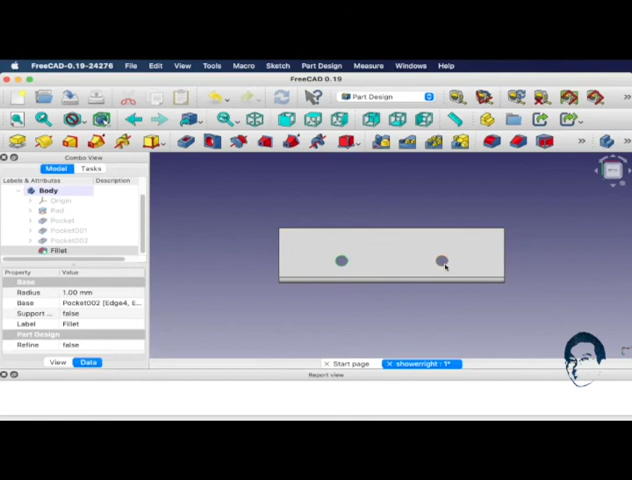 FreeCAD-0.19-24276 File Edit View Tools Macro Sketch Part Design Measure Windows Help
FreeCAD 0.19
Part Design
Combo View
Model Tasks
Labels & Attributes Description
Body
Origin
Pad
Pocket
Pocket001
Pocket002
Fillet
Property Value
Base
Radius 1.00 mm
Base Pocket002 [Edge4, E...
Support ... false
Label Fillet
Part Design
Refine false
View Data
Start page showerright : 1*
Report view